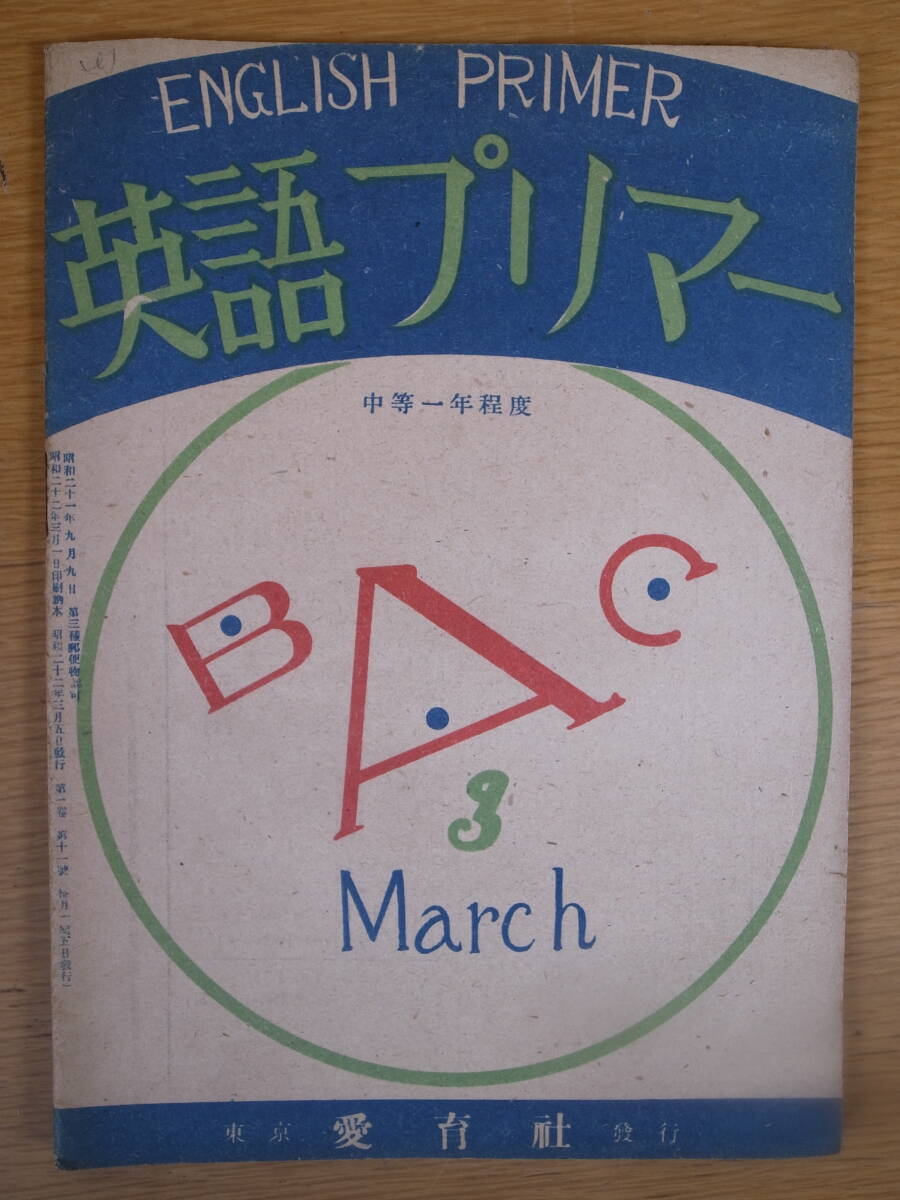 ENGLISH PRIMER
英語プリマー
中等一年程度
昭和二十一年九月九日 第三種郵便物認可
昭和二十二年三月一日印刷納本 昭和二十二年三月五日發行 第一卷 第十一號 (每月一回五日發行)
B A C
3
March
東京 愛育社 發行